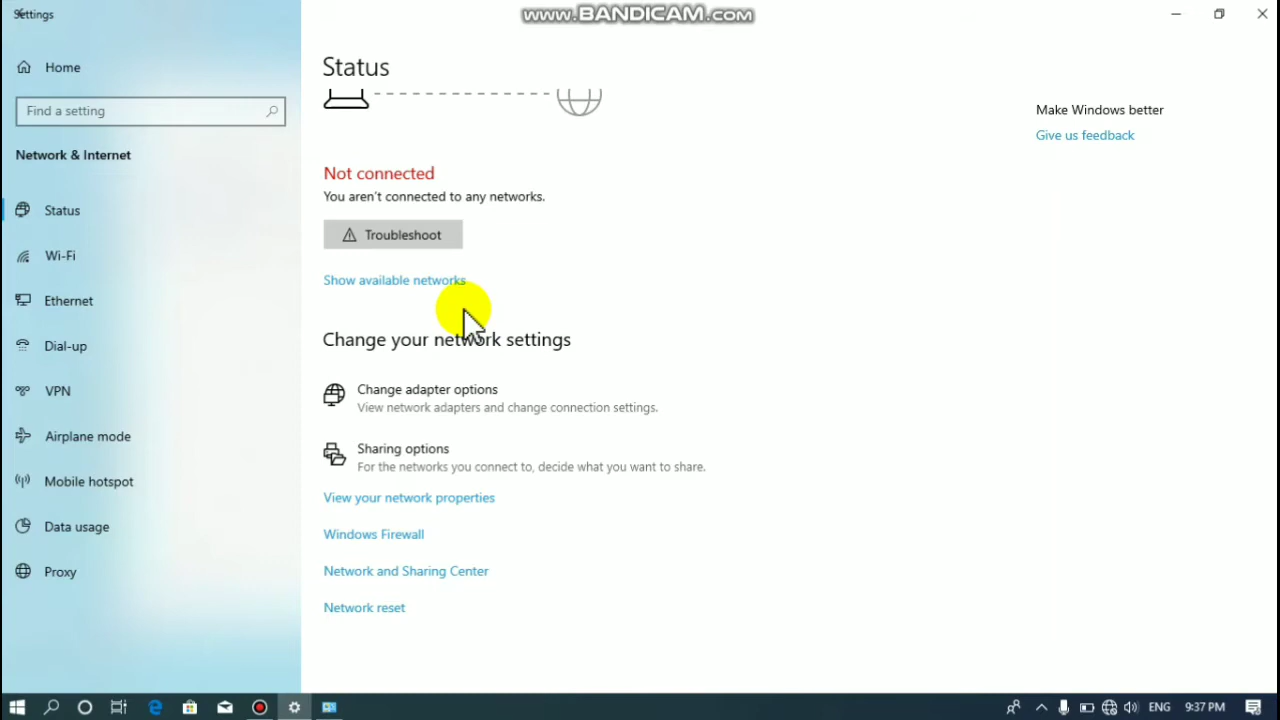 Settings
www.BANDICAM.com
Home
Find a setting
Network & Internet
Status
Wi-Fi
Ethernet
Dial-up
VPN
Airplane mode
Mobile hotspot
Data usage
Proxy
Status
Not connected
You aren't connected to any networks.
Troubleshoot
Show available networks
Change your network settings
Change adapter options
View network adapters and change connection settings.
Sharing options
For the networks you connect to, decide what you want to share.
View your network properties
Windows Firewall
Network and Sharing Center
Network reset
Make Windows better
Give us feedback
ENG
9:37 PM